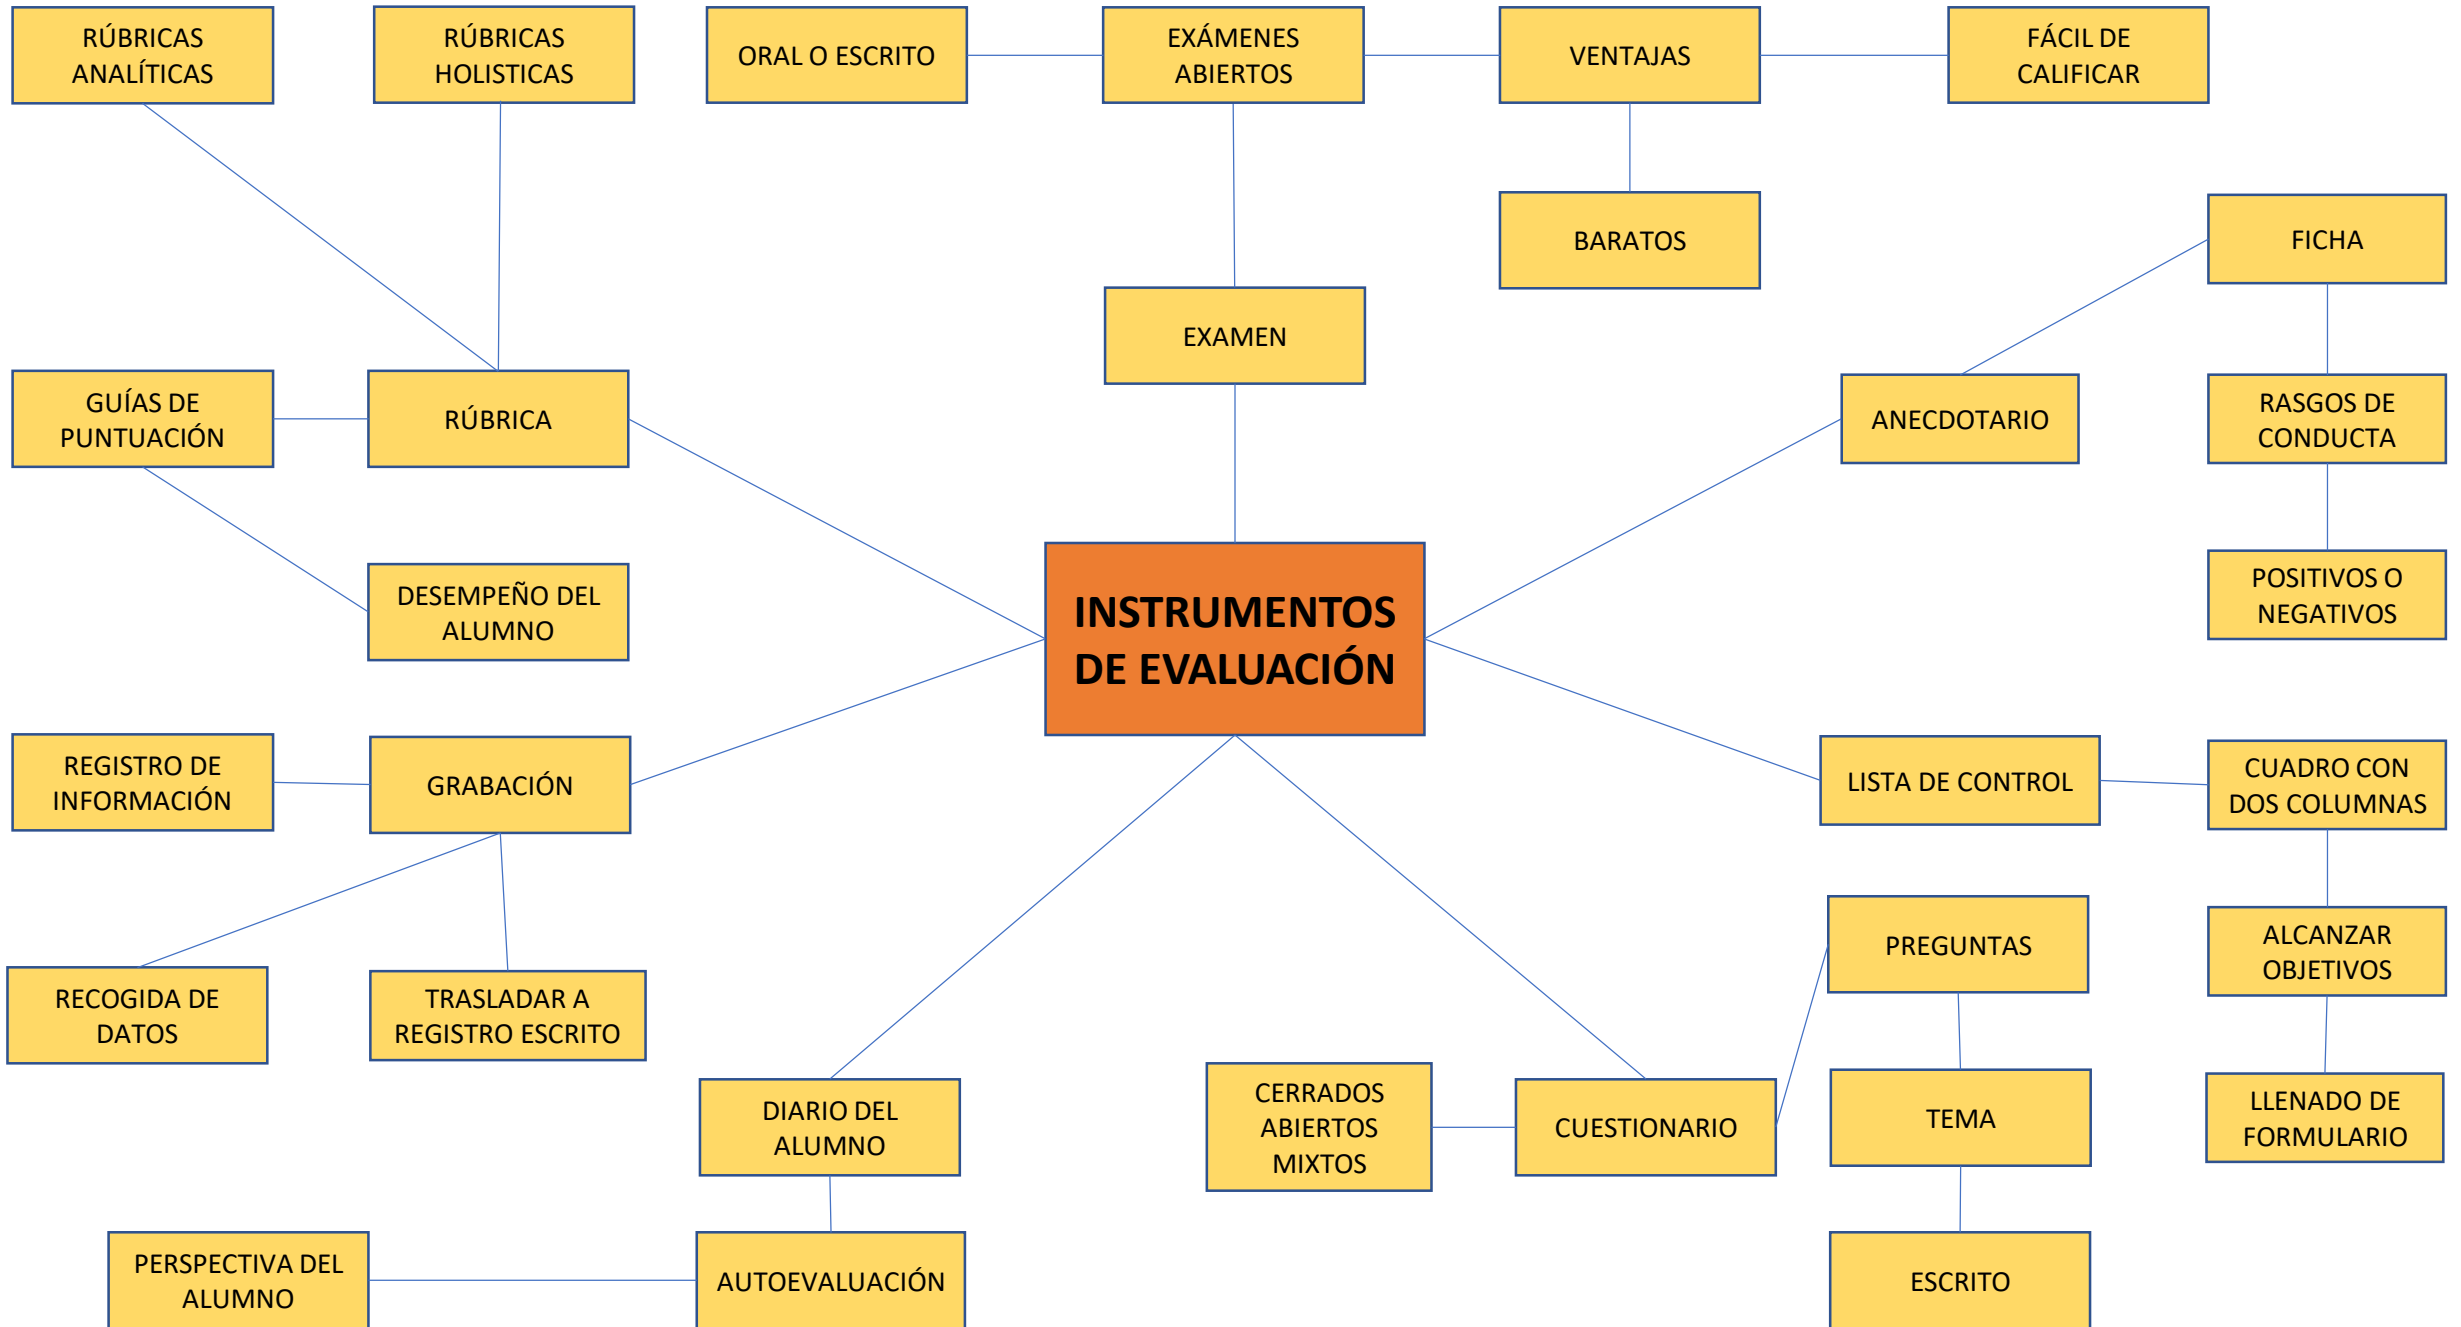 RÚBRICAS
ANALÍTICAS
RÚBRICAS
HOLISTICAS
ORAL O ESCRITO
EXÁMENES
ABIERTOS
VENTAJAS
FÁCIL DE
CALIFICAR
BARATOS
FICHA
EXAMEN
GUÍAS DE
PUNTUACIÓN
RÚBRICA
ANECDOTARIO
RASGOS DE
CONDUCTA
DESEMPEÑO DEL
ALUMNO
INSTRUMENTOS
DE EVALUACIÓN
POSITIVOS O
NEGATIVOS
REGISTRO DE
INFORMACIÓN
GRABACIÓN
LISTA DE CONTROL
CUADRO CON
DOS COLUMNAS
PREGUNTAS
ALCANZAR
OBJETIVOS
RECOGIDA DE
DATOS
TRASLADAR A
REGISTRO ESCRITO
DIARIO DEL
ALUMNO
CERRADOS
ABIERTOS
MIXTOS
CUESTIONARIO
TEMA
LLENADO DE
FORMULARIO
PERSPECTIVA DEL
ALUMNO
AUTOEVALUACIÓN
ESCRITO